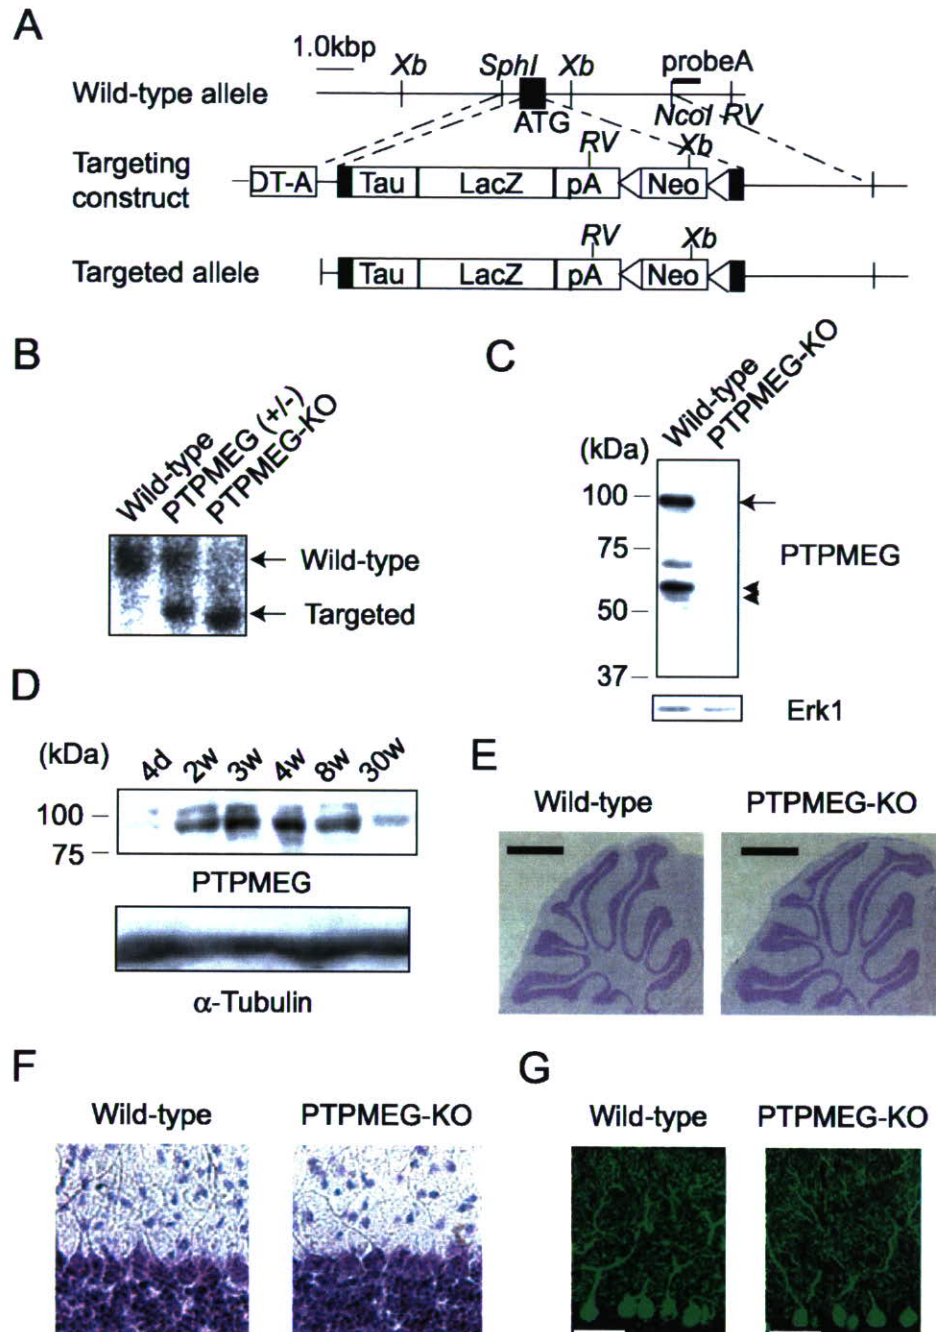 A
1.0kbp
Xb SphI Xb probeA
Wild-type allele
ATG NcoI RV
Targeting construct
RV Xb
DT-A Tau LacZ pA Neo
RV Xb
Targeted allele
Tau LacZ pA Neo
B
Wild-type
PTPMEG (+/-)
PTPMEG-KO
Wild-type
Targeted
C
Wild-type
PTPMEG-KO
(kDa)
100
75
50
37
PTPMEG
Erk1
D
(kDa)
4d 2w 3w 4w 8w 30w
100
75
PTPMEG
α-Tubulin
E
Wild-type PTPMEG-KO
F
Wild-type PTPMEG-KO
G
Wild-type PTPMEG-KO